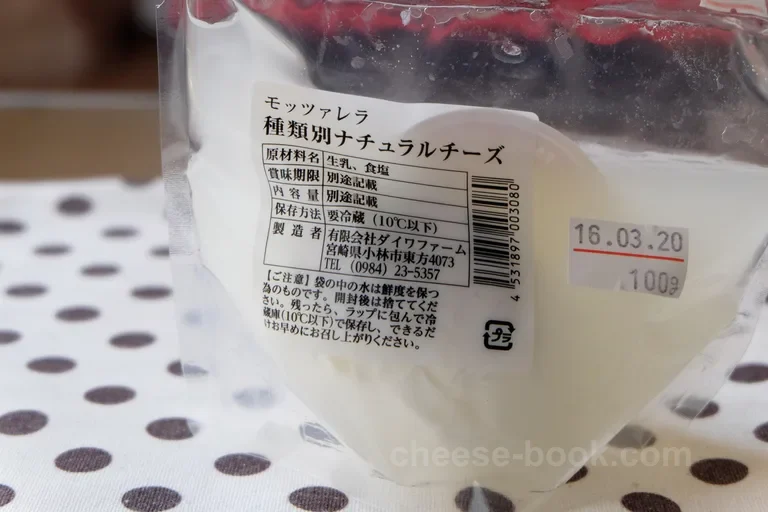 モッツァレラ
種類別ナチュラルチーズ
原材料名 生乳、食塩
賞味期限 別途記載
内容量 別途記載
保存方法 要冷蔵（10℃以下）
製造者 有限会社ダイワファーム
宮崎県小林市東方4073
TEL（0984）23-5357
【ご注意】袋の中の水は鮮度を保つ
為のものです。開封後は捨ててくだ
さい。残ったら、ラップに包んで冷
蔵庫(10℃以下)で保存し、できるだ
けお早めにお召し上がりください。
4 531897 003080
プラ
16.03.20
100g
cheese-book.com